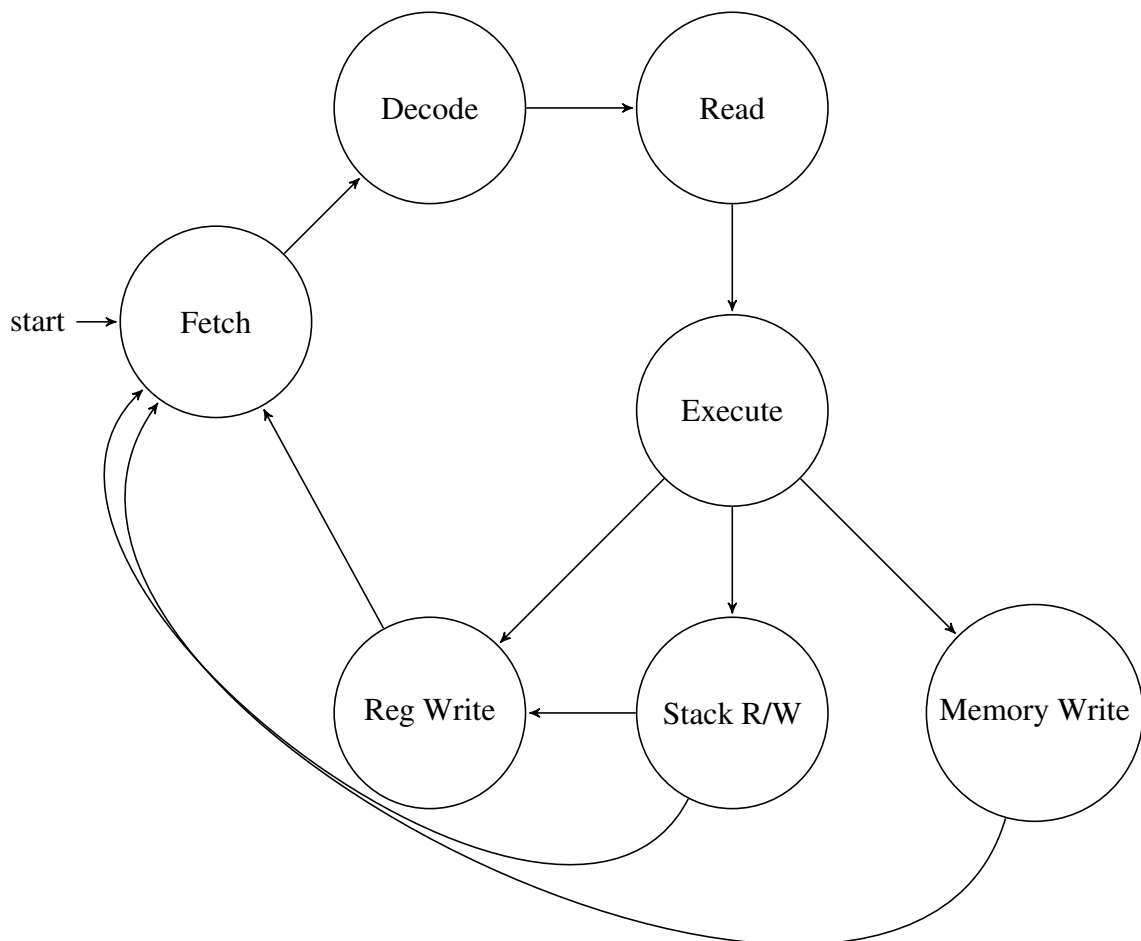 Decode
Read
start
Fetch
Execute
Reg Write
Stack R/W
Memory Write